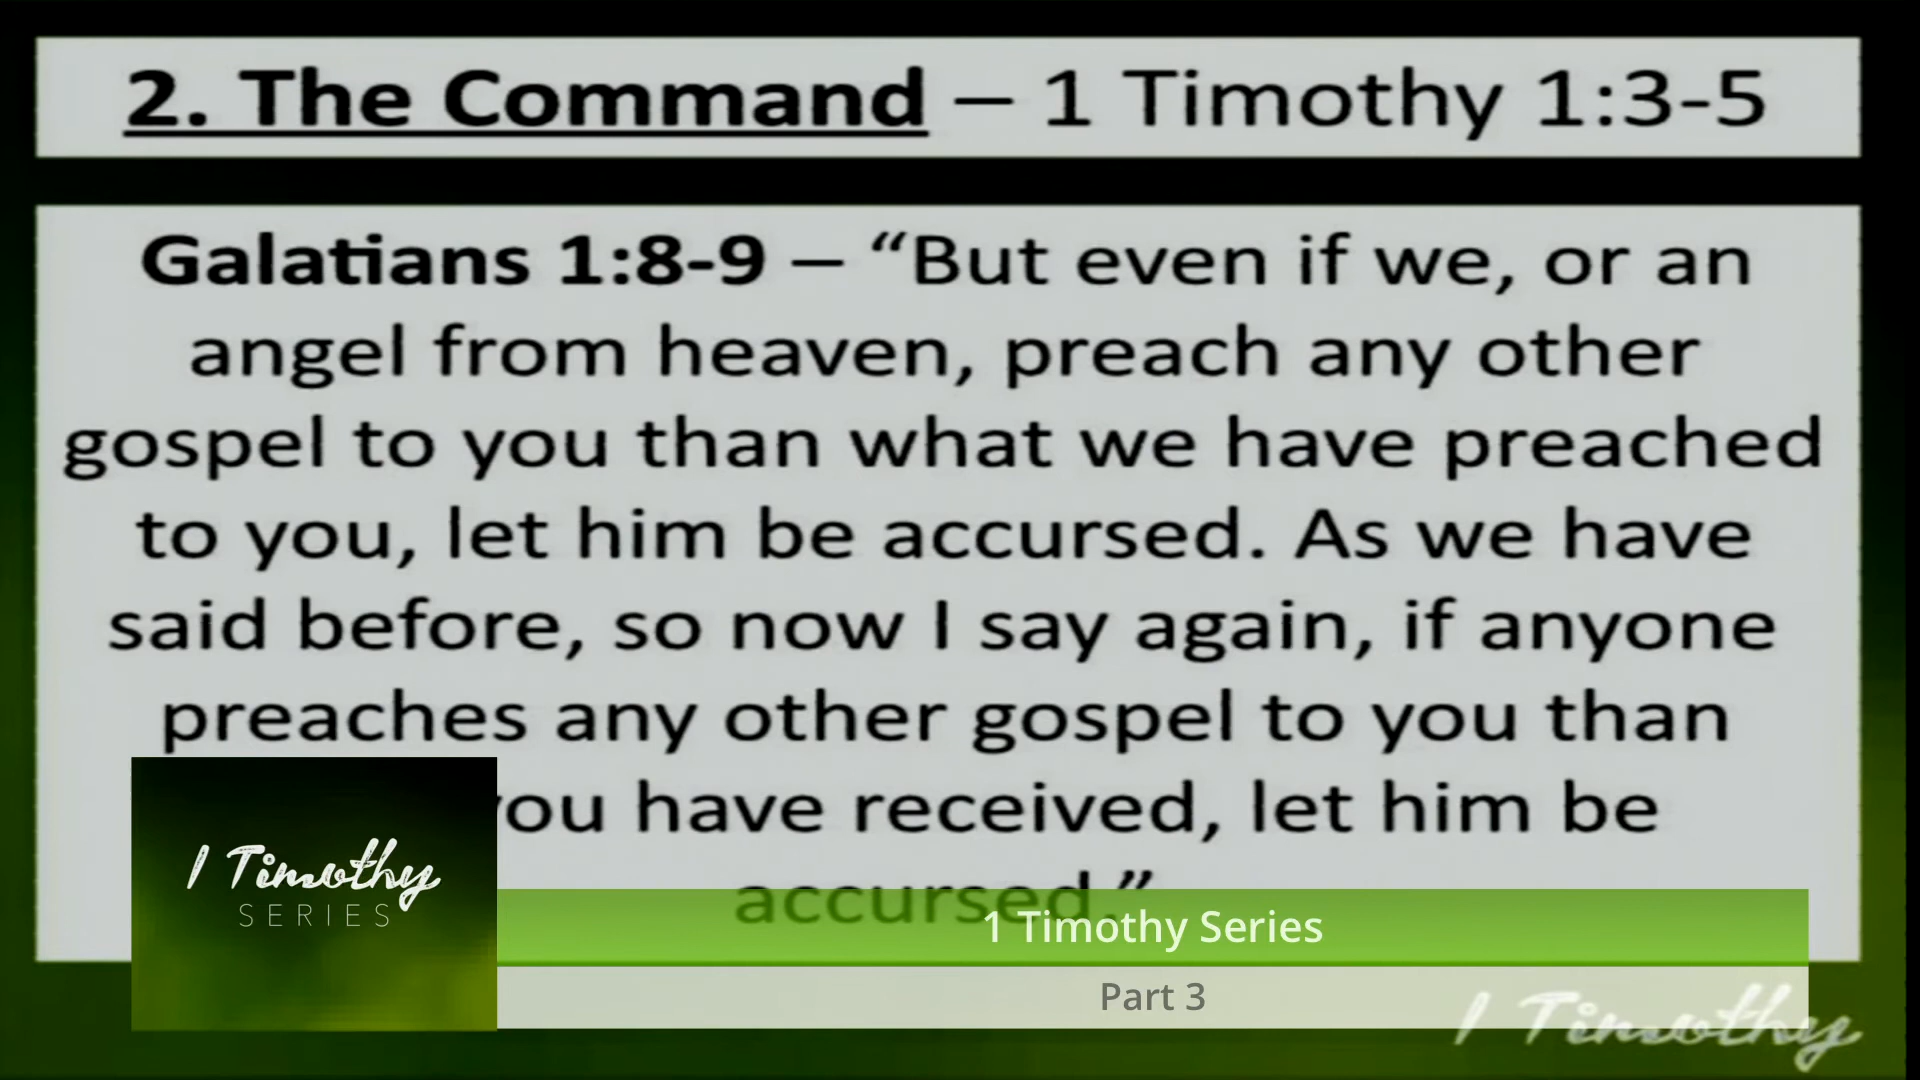 2. The Command – 1 Timothy 1:3-5
Galatians 1:8-9 – “But even if we, or an
angel from heaven, preach any other
gospel to you than what we have preached
to you, let him be accursed. As we have
said before, so now I say again, if anyone
preaches any other gospel to you than
you have received, let him be
accursed.”
I Timothy
SERIES
1 Timothy Series
Part 3
I Timothy